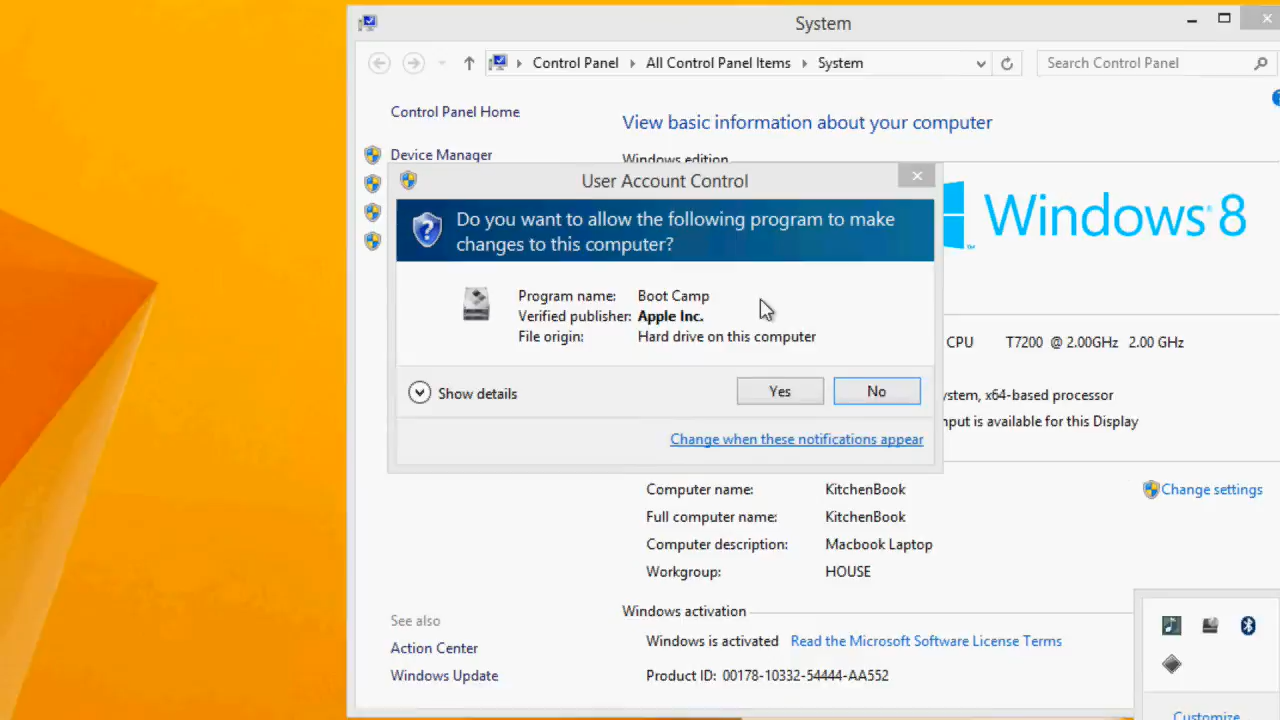 System
Control Panel
All Control Panel Items
System
Search Control Panel
Control Panel Home
View basic information about your computer
Device Manager
Windows edition
User Account Control
Do you want to allow the following program to make
changes to this computer?
Windows 8
Program name: Boot Camp
Verified publisher: Apple Inc.
File origin: Hard drive on this computer
CPU T7200 @ 2.00GHz 2.00 GHz
Show details
Yes
No
x64-based processor
is available for this Display
Change when these notifications appear
Computer name: KitchenBook
Change settings
Full computer name: KitchenBook
Computer description: Macbook Laptop
Workgroup: HOUSE
Windows activation
See also
Windows is activated Read the Microsoft Software License Terms
Action Center
Windows Update
Product ID: 00178-10332-54444-AA552
Customize